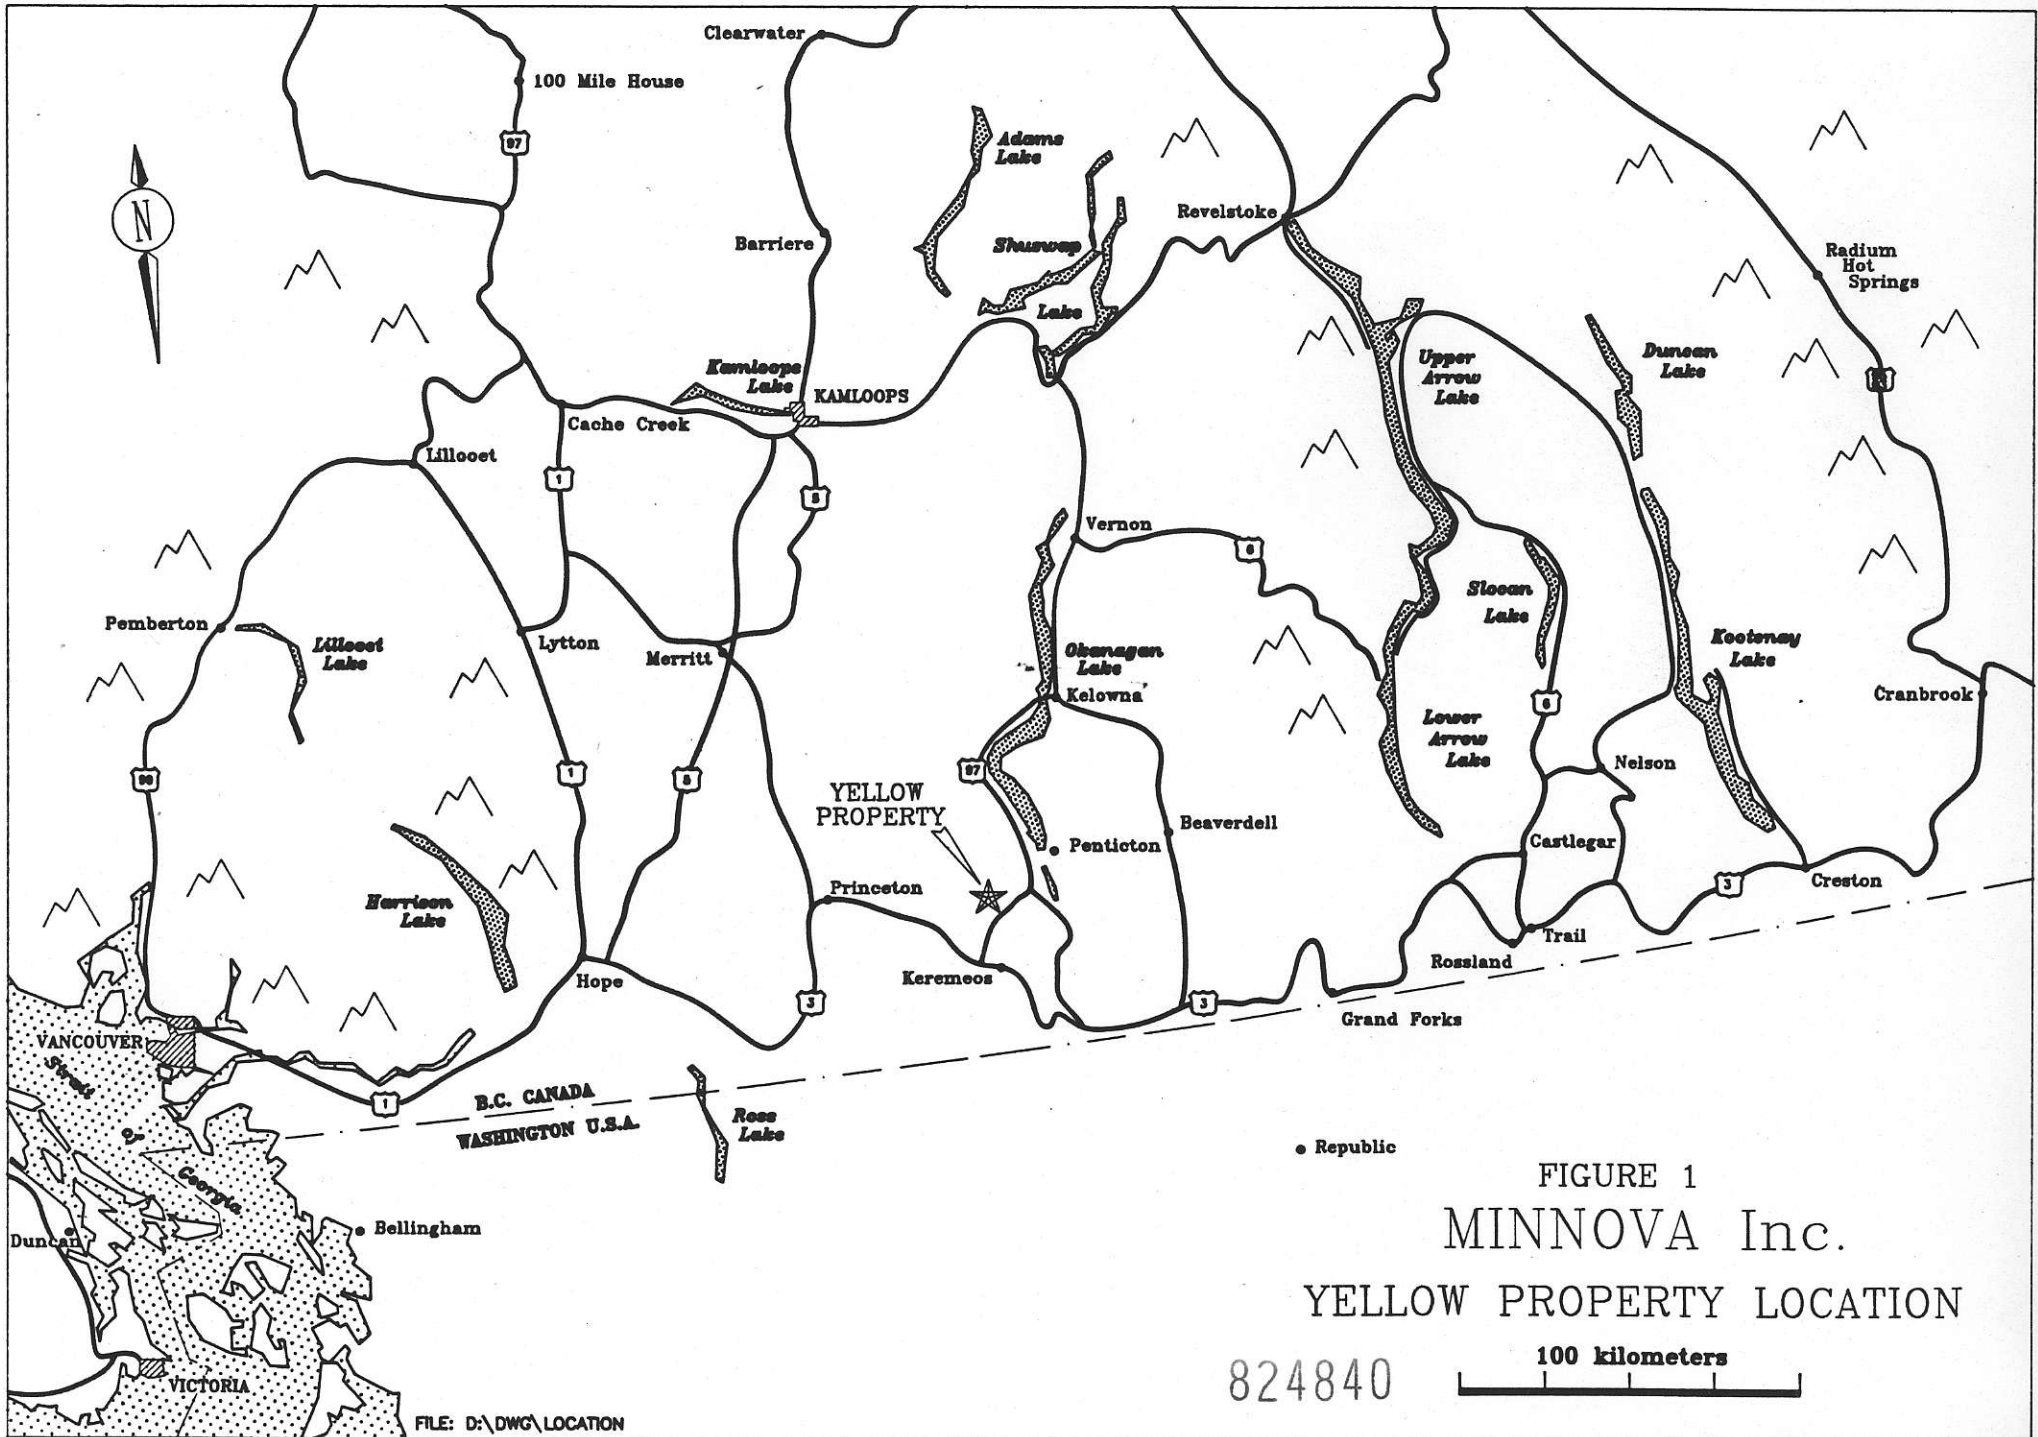 Clearwater
100 Mile House
97
Adams
Lake
N
Revelstoke
Barriere
Shuswap
Lake
Radium
Hot
Springs
Kamloops
Lake
KAMLOOPS
Upper
Arrow
Lake
Duncan
Lake
Cache Creek
Lillooet
1
5
Vernon
6
Pemberton
Lillooet
Lake
Lytton
Merritt
Okanagan
Lake
Kelowna
Slocan
Lake
Kootenay
Lake
Cranbrook
6
Lower
Arrow
Lake
99
1
5
97
Nelson
YELLOW
PROPERTY
Beaverdell
Penticton
Castlegar
Princeton
3
Creston
Harrison
Lake
Trail
Rossland
Hope
Keremeos
3
3
Grand Forks
VANCOUVER
Strait
of
Georgia
1
B.C. CANADA
WASHINGTON U.S.A.
Ross
Lake
Republic
Duncan
Bellingham
VICTORIA
FIGURE 1
MINNOVA Inc.
YELLOW PROPERTY LOCATION
100 kilometers
824840
FILE: D:\DWG\LOCATION